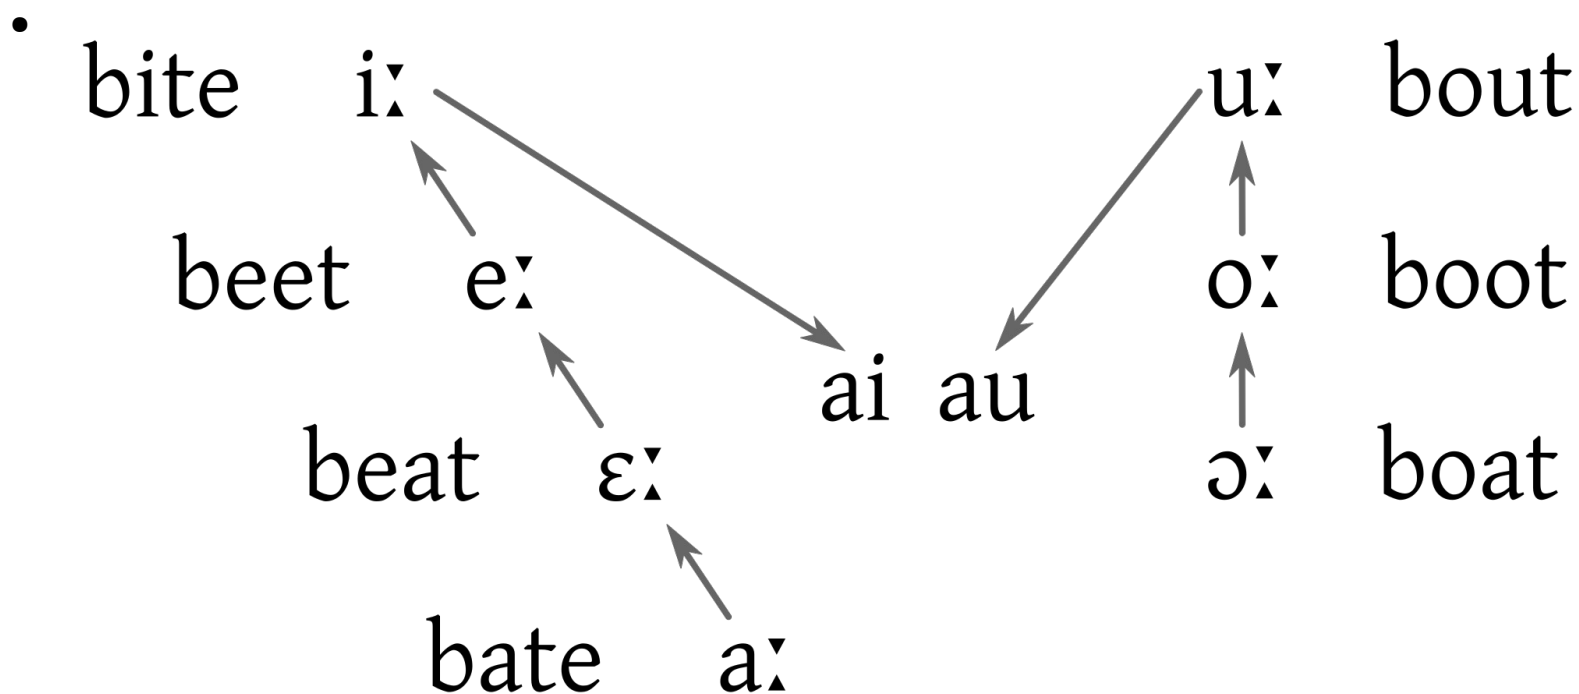 •
bite iː uː bout
beet eː oː boot
ai au
beat ɛː ɔː boat
bate aː